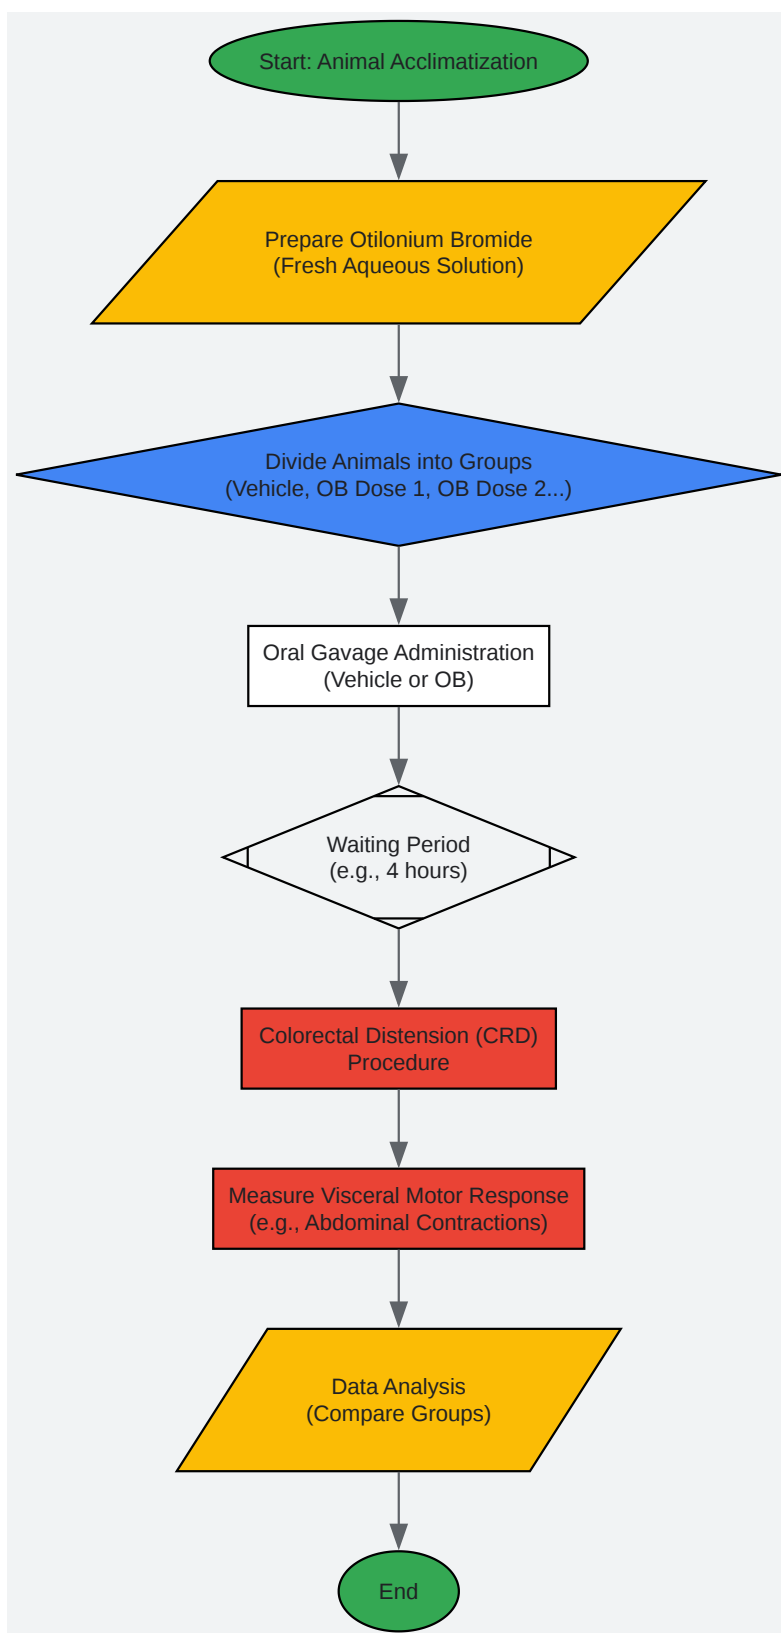 Start: Animal Acclimatization
Prepare Otilonium Bromide
(Fresh Aqueous Solution)
Divide Animals into Groups
(Vehicle, OB Dose 1, OB Dose 2...)
Oral Gavage Administration
(Vehicle or OB)
Waiting Period
(e.g., 4 hours)
Colorectal Distension (CRD)
Procedure
Measure Visceral Motor Response
(e.g., Abdominal Contractions)
Data Analysis
(Compare Groups)
End